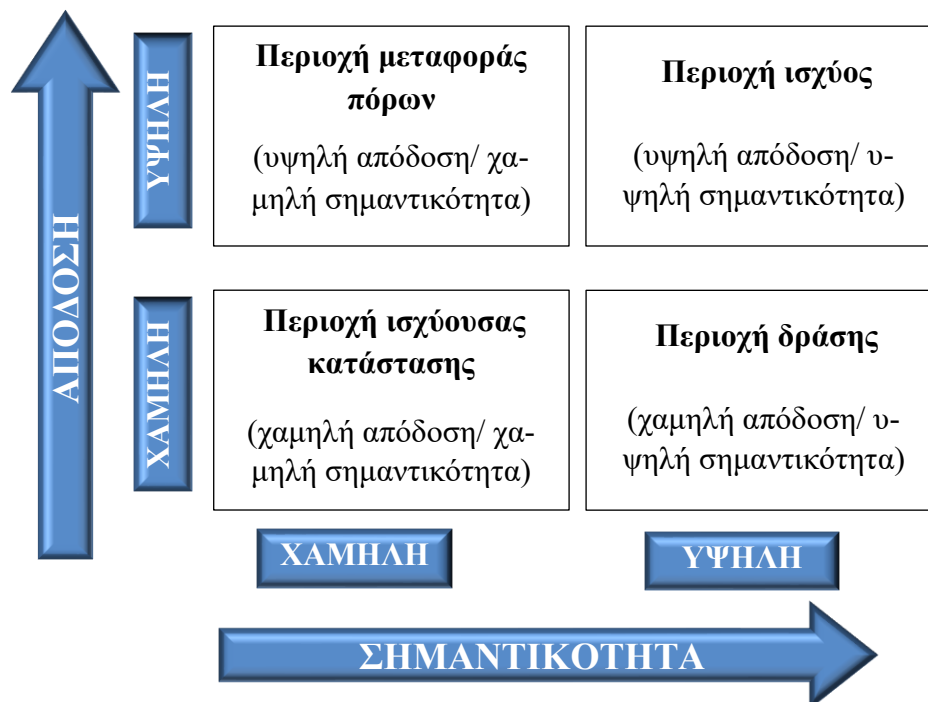 ΑΠΟΔΟΣΗ
ΥΨΗΛΗ
Περιοχή μεταφοράς
πόρων
(υψηλή απόδοση/ χα-
μηλή σημαντικότητα)
Περιοχή ισχύος
(υψηλή απόδοση/ υ-
ψηλή σημαντικότητα)
ΧΑΜΗΛΗ
Περιοχή ισχύουσας
κατάστασης
(χαμηλή απόδοση/ χα-
μηλή σημαντικότητα)
Περιοχή δράσης
(χαμηλή απόδοση/ υ-
ψηλή σημαντικότητα)
ΧΑΜΗΛΗ
ΥΨΗΛΗ
ΣΗΜΑΝΤΙΚΟΤΗΤΑ